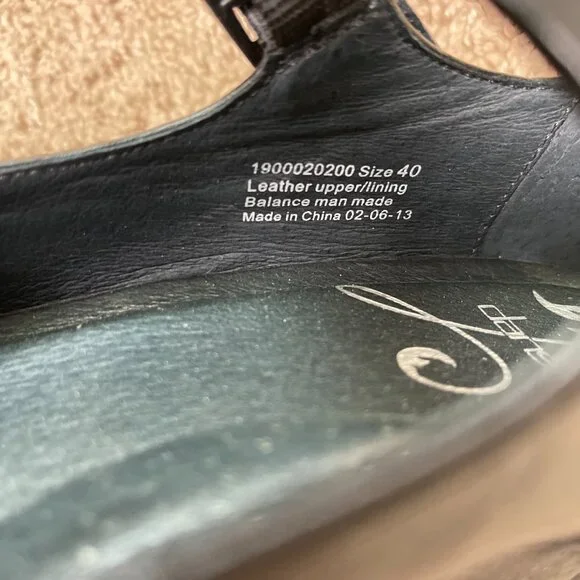 1900020200 Size 40
Leather upper/lining
Balance man made
Made in China 02-06-13